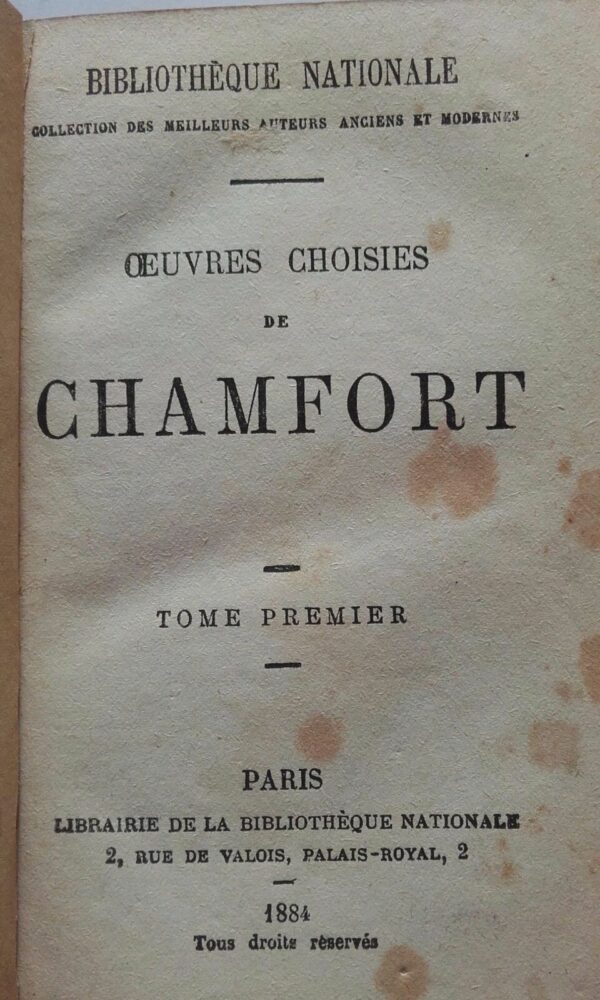 BIBLIOTHÈQUE NATIONALE
COLLECTION DES MEILLEURS AUTEURS ANCIENS ET MODERNES
ŒUVRES CHOISIES
DE
CHAMFORT
TOME PREMIER
PARIS
LIBRAIRIE DE LA BIBLIOTHÈQUE NATIONALE
2, RUE DE VALOIS, PALAIS-ROYAL, 2
1884
Tous droits réservés